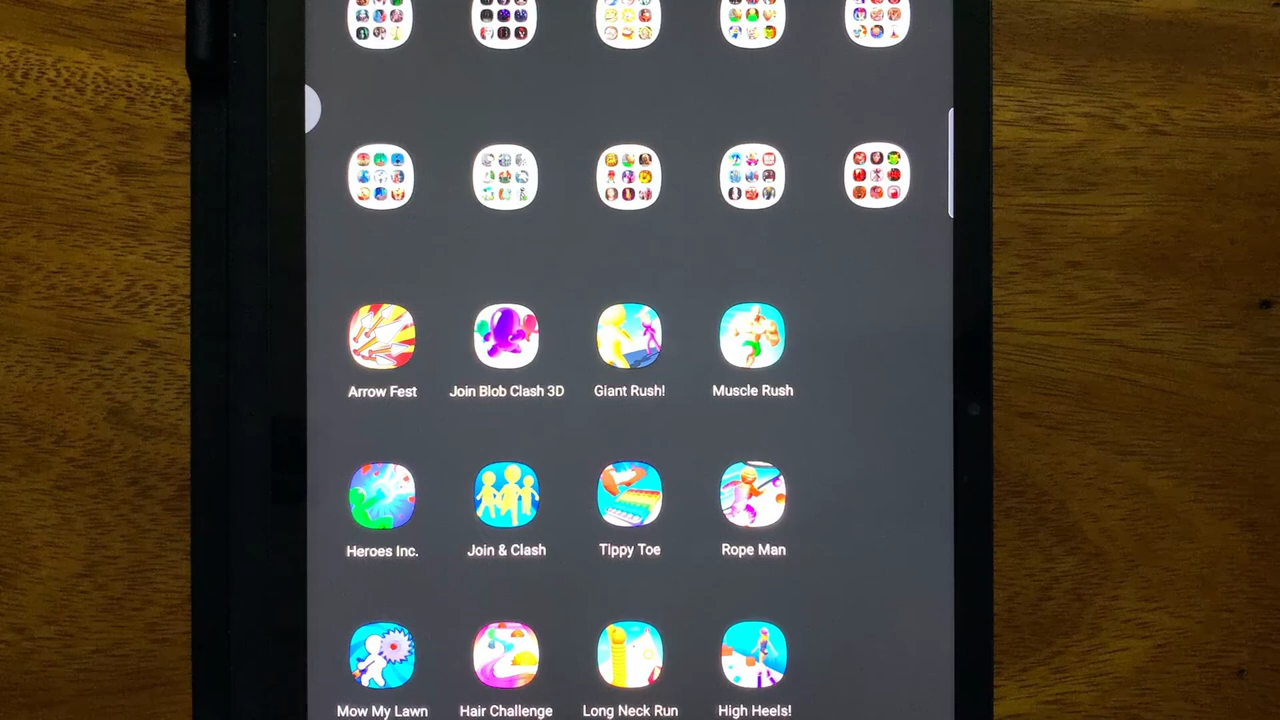 Arrow Fest
Join Blob Clash 3D
Giant Rush!
Muscle Rush
Heroes Inc.
Join & Clash
Tippy Toe
Rope Man
Mow My Lawn
Hair Challenge
Long Neck Run
High Heels!